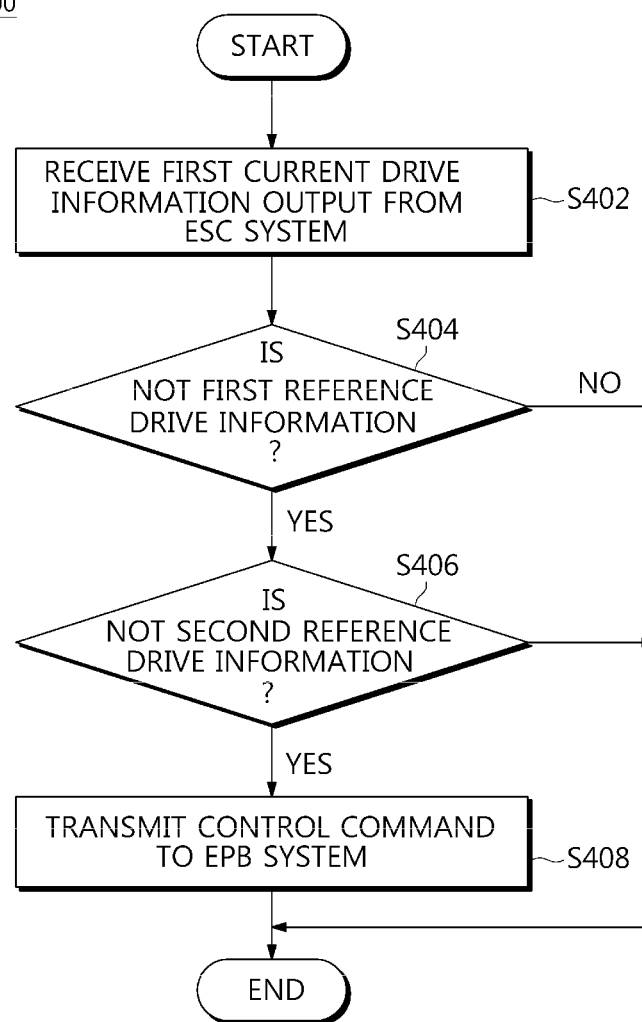 START
RECEIVE FIRST CURRENT DRIVE
INFORMATION OUTPUT FROM
ESC SYSTEM
S402
S404
IS
NOT FIRST REFERENCE
DRIVE INFORMATION
?
NO
YES
S406
IS
NOT SECOND REFERENCE
DRIVE INFORMATION
?
YES
TRANSMIT CONTROL COMMAND
TO EPB SYSTEM
S408
END